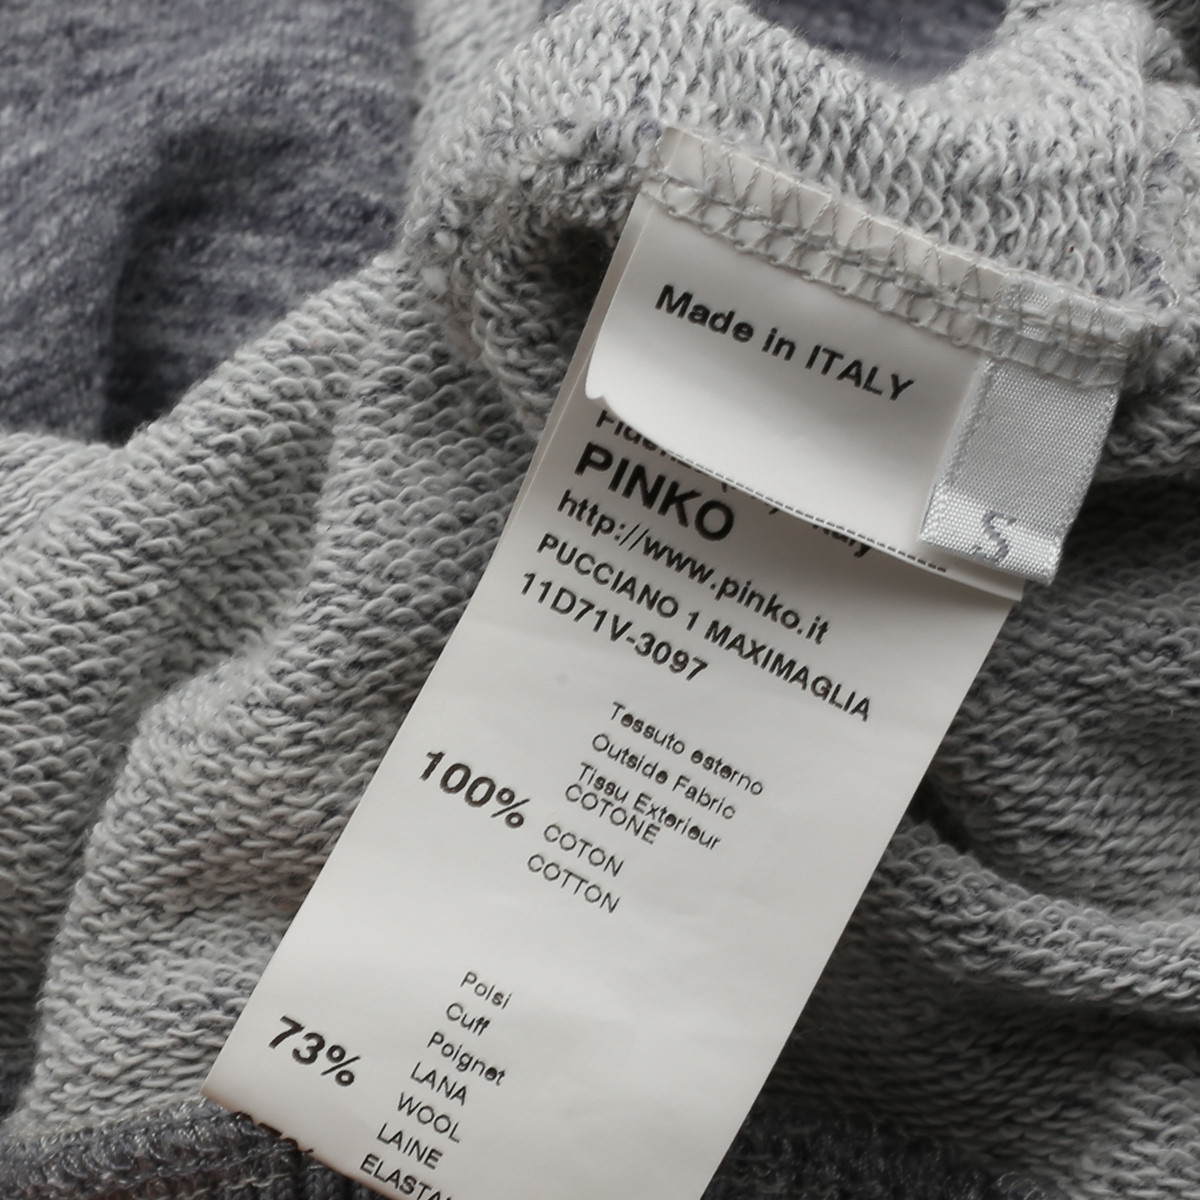 Made in ITALY
S
PINKO
http://www.pinko.it
PUCCIANO 1 MAXIMAGLIA
11D71V-3097
Tessuto esterno
Outside Fabric
Tissu Exterieur
100% COTONE
COTON
COTTON
Polsi
Cuff
Poignet
73% LANA
WOOL
LAINE